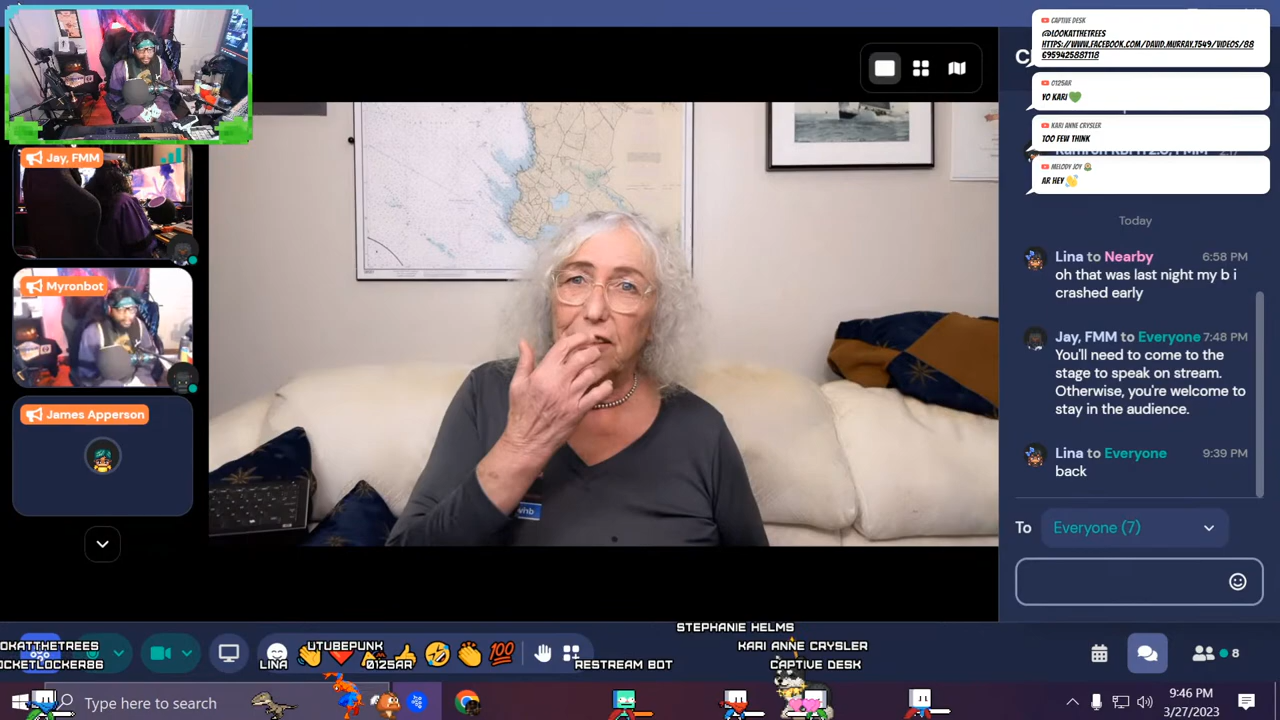 Jay, FMM
Myronbot
James Apperson
whb
CAPTIVE DESK
@LOOKATTHETREES
HTTPS://WWW.FACEBOOK.COM/DAVID.MURRAY.7549/VIDEOS/88
6959425887118
0125AR
YO KARI 💚
KARI ANNE CRYSLER
TOO FEW THINK
MELODY JOY
AR HEY 👋
Today
Lina to Nearby 6:58 PM
oh that was last night my b i
crashed early
Jay, FMM to Everyone 7:48 PM
You'll need to come to the
stage to speak on stream.
Otherwise, you're welcome to
stay in the audience.
Lina to Everyone 9:39 PM
back
To Everyone (7)
8
STEPHANIE HELMS
OOKATTHETREES
UTUBEPUNK
KARI ANNE CRYSLER
OCKETLOCKER86
LINA
0125AR
RESTREAM BOT
CAPTIVE DESK
Type here to search
9:46 PM
3/27/2023